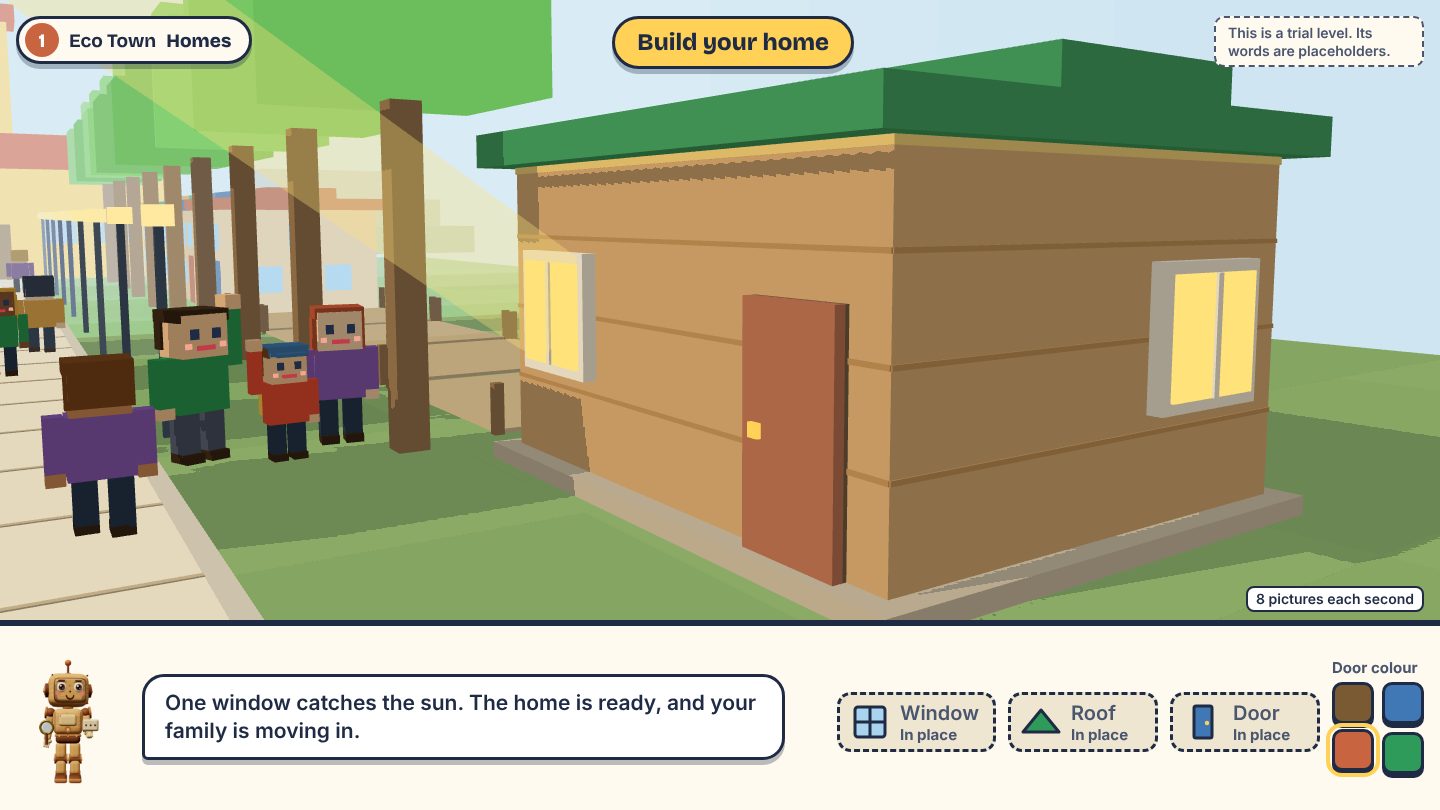 1 Eco Town Homes
Build your home
This is a trial level. Its
words are placeholders.
8 pictures each second
One window catches the sun. The home is ready, and your
family is moving in.
Window
In place
Roof
In place
Door
In place
Door colour